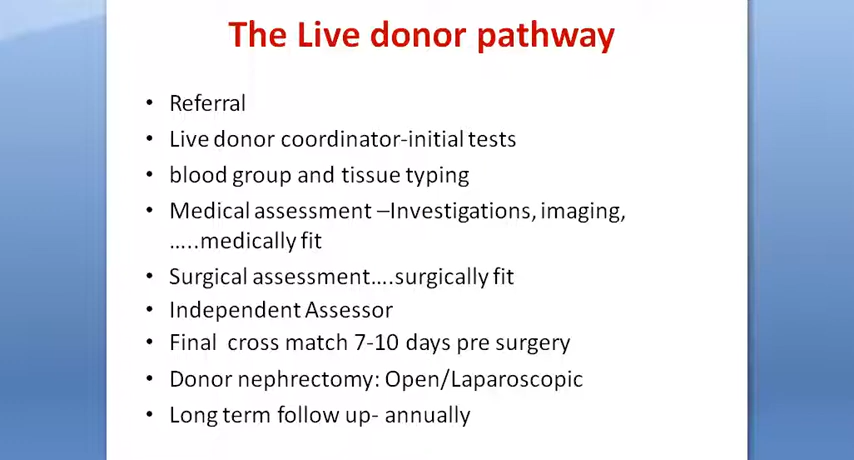 The Live donor pathway
• Referral
• Live donor coordinator-initial tests
• blood group and tissue typing
• Medical assessment –Investigations, imaging,
…..medically fit
• Surgical assessment….surgically fit
• Independent Assessor
• Final  cross match 7-10 days pre surgery
• Donor nephrectomy: Open/Laparoscopic
• Long term follow up- annually